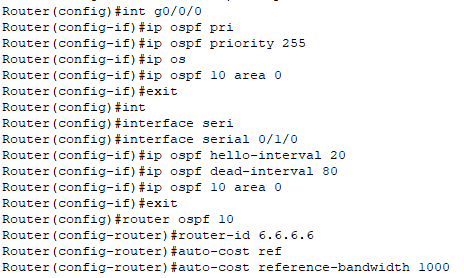 Router(config)#int g0/0/0
Router(config-if)#ip ospf pri
Router(config-if)#ip ospf priority 255
Router(config-if)#ip os
Router(config-if)#ip ospf 10 area 0
Router(config-if)#exit
Router(config)#int
Router(config)#interface seri
Router(config)#interface serial 0/1/0
Router(config-if)#ip ospf hello-interval 20
Router(config-if)#ip ospf dead-interval 80
Router(config-if)#ip ospf 10 area 0
Router(config-if)#exit
Router(config)#router ospf 10
Router(config-router)#router-id 6.6.6.6
Router(config-router)#auto-cost ref
Router(config-router)#auto-cost reference-bandwidth 1000